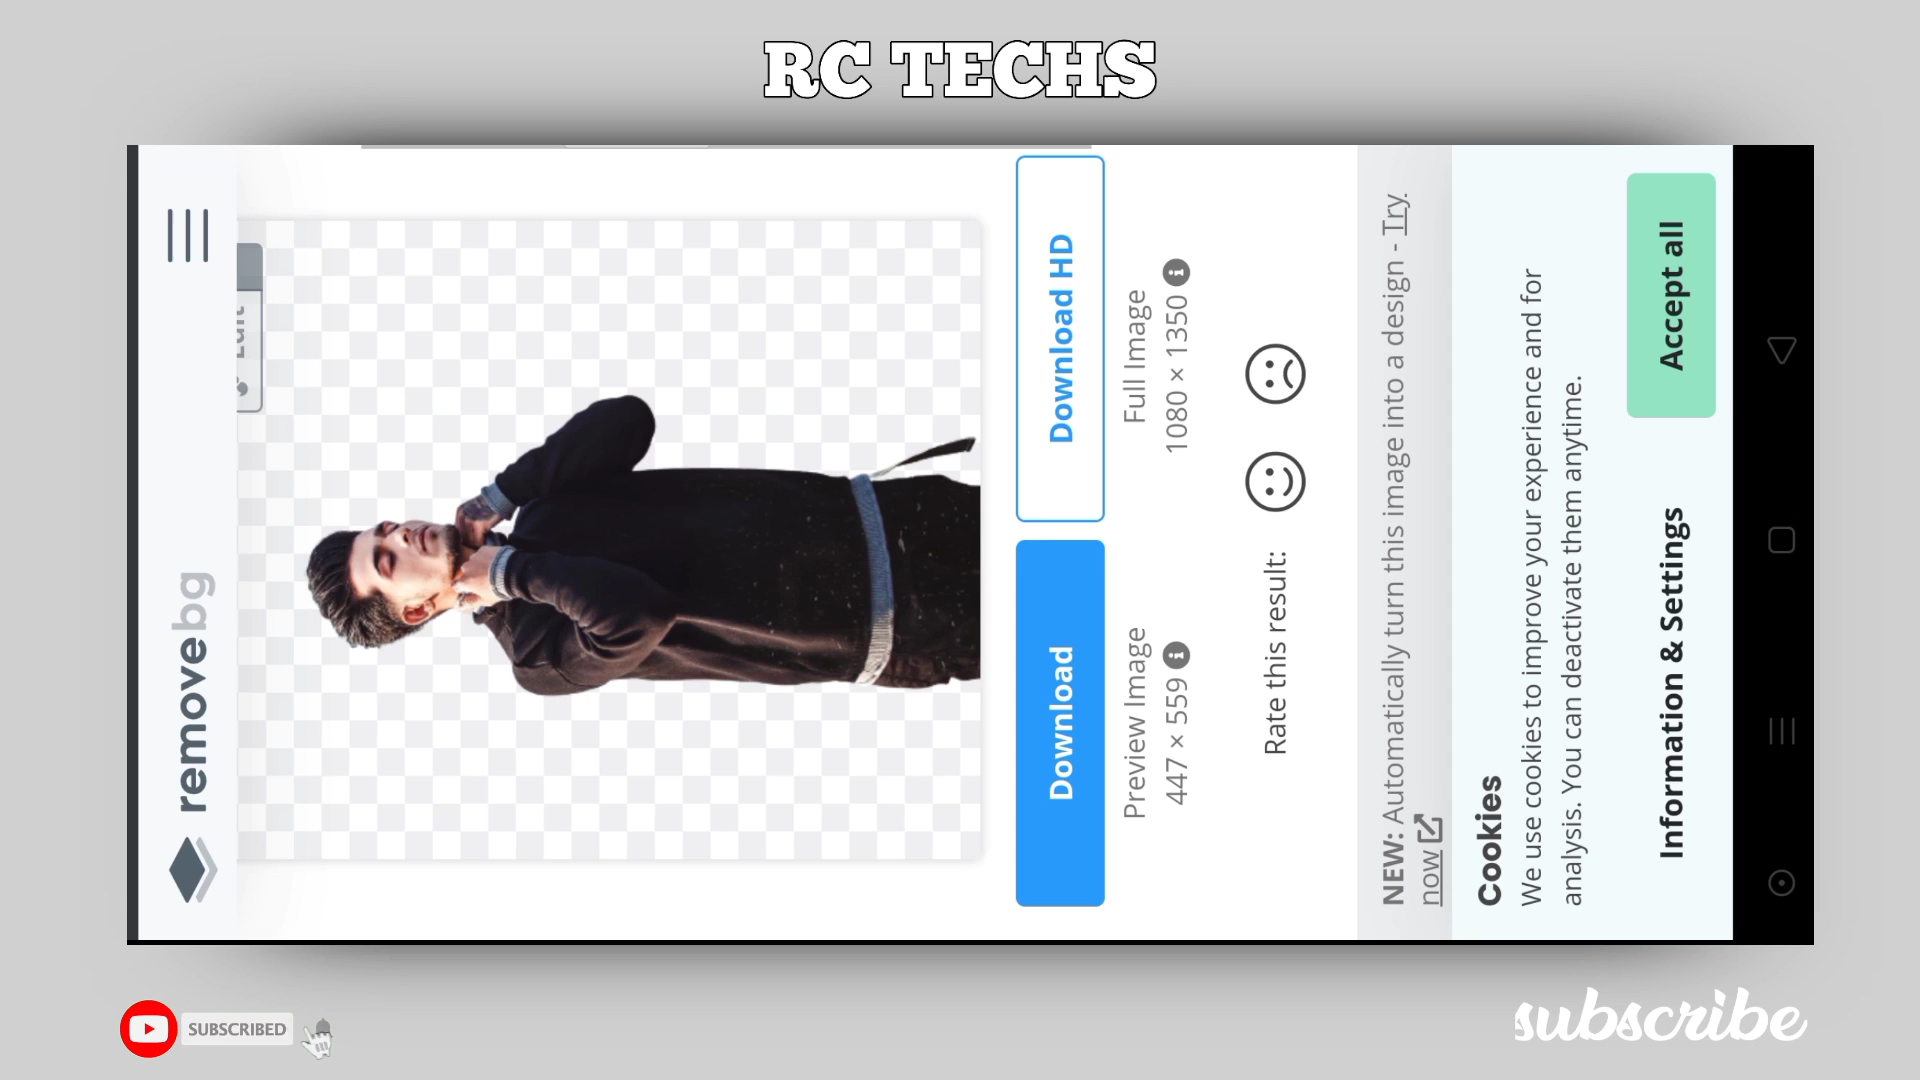 RC TECHS
removebg
Edit
Download
Download HD
Preview Image
447 × 559
Full Image
1080 × 1350
Rate this result:
NEW: Automatically turn this image into a design - Try
now
Cookies
We use cookies to improve your experience and for
analysis. You can deactivate them anytime.
Information & Settings
Accept all
SUBSCRIBED
subscribe